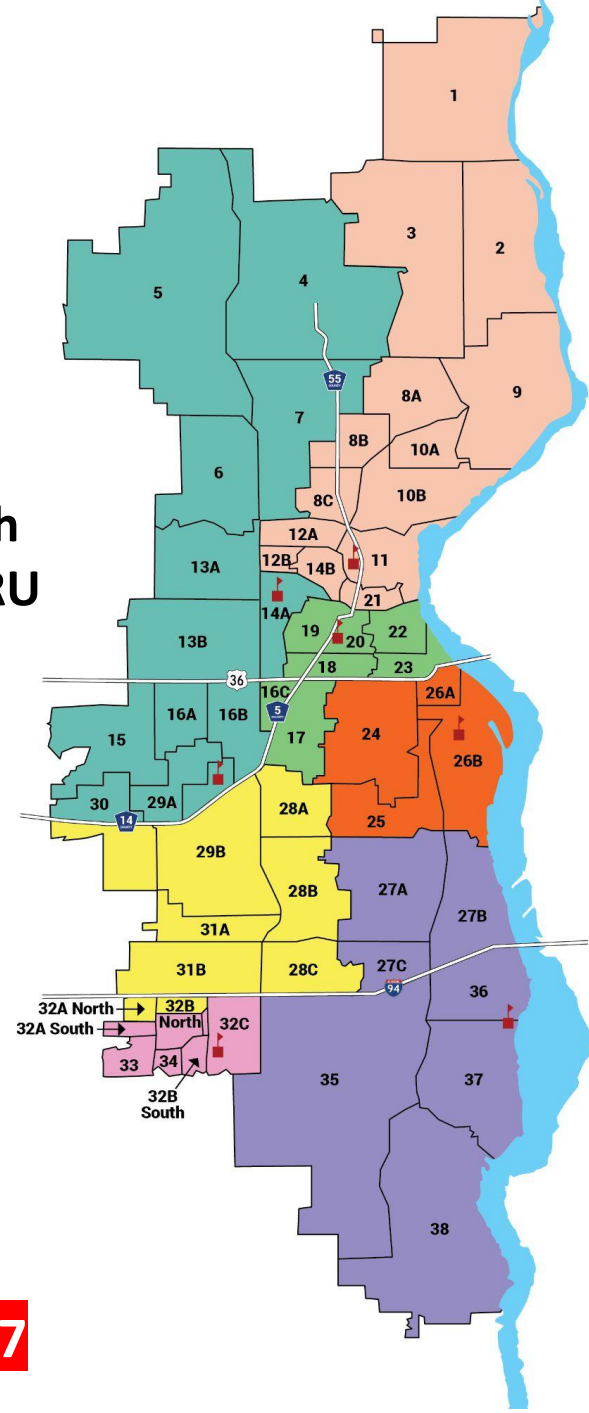 1
3
2
5
4
55
COUNTY
9
8A
7
8B
10A
6
8C
10B
h
12A
12B
14B
11
13A
RU
14A
21
19
20
22
13B
18
23
36
16C
26A
16A
16B
5
COUNTY
15
17
24
26B
30
29A
28A
14
COUNTY
25
29B
28B
27A
27B
31A
31B
28C
27C
94
36
32A North
32B
North
32C
32A South
33
34
32B
South
35
37
38
7